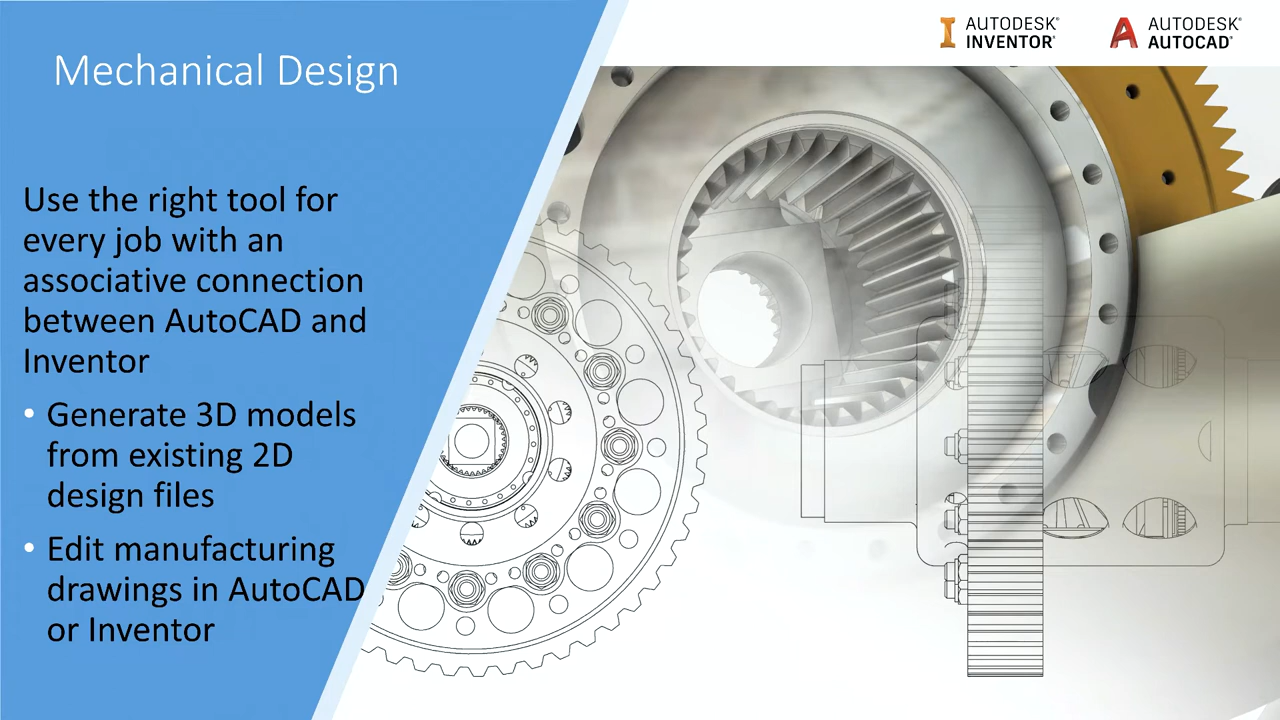 Mechanical Design
AUTODESK®
INVENTOR®
AUTODESK®
AUTOCAD®
Use the right tool for
every job with an
associative connection
between AutoCAD and
Inventor
• Generate 3D models
from existing 2D
design files
• Edit manufacturing
drawings in AutoCAD
or Inventor